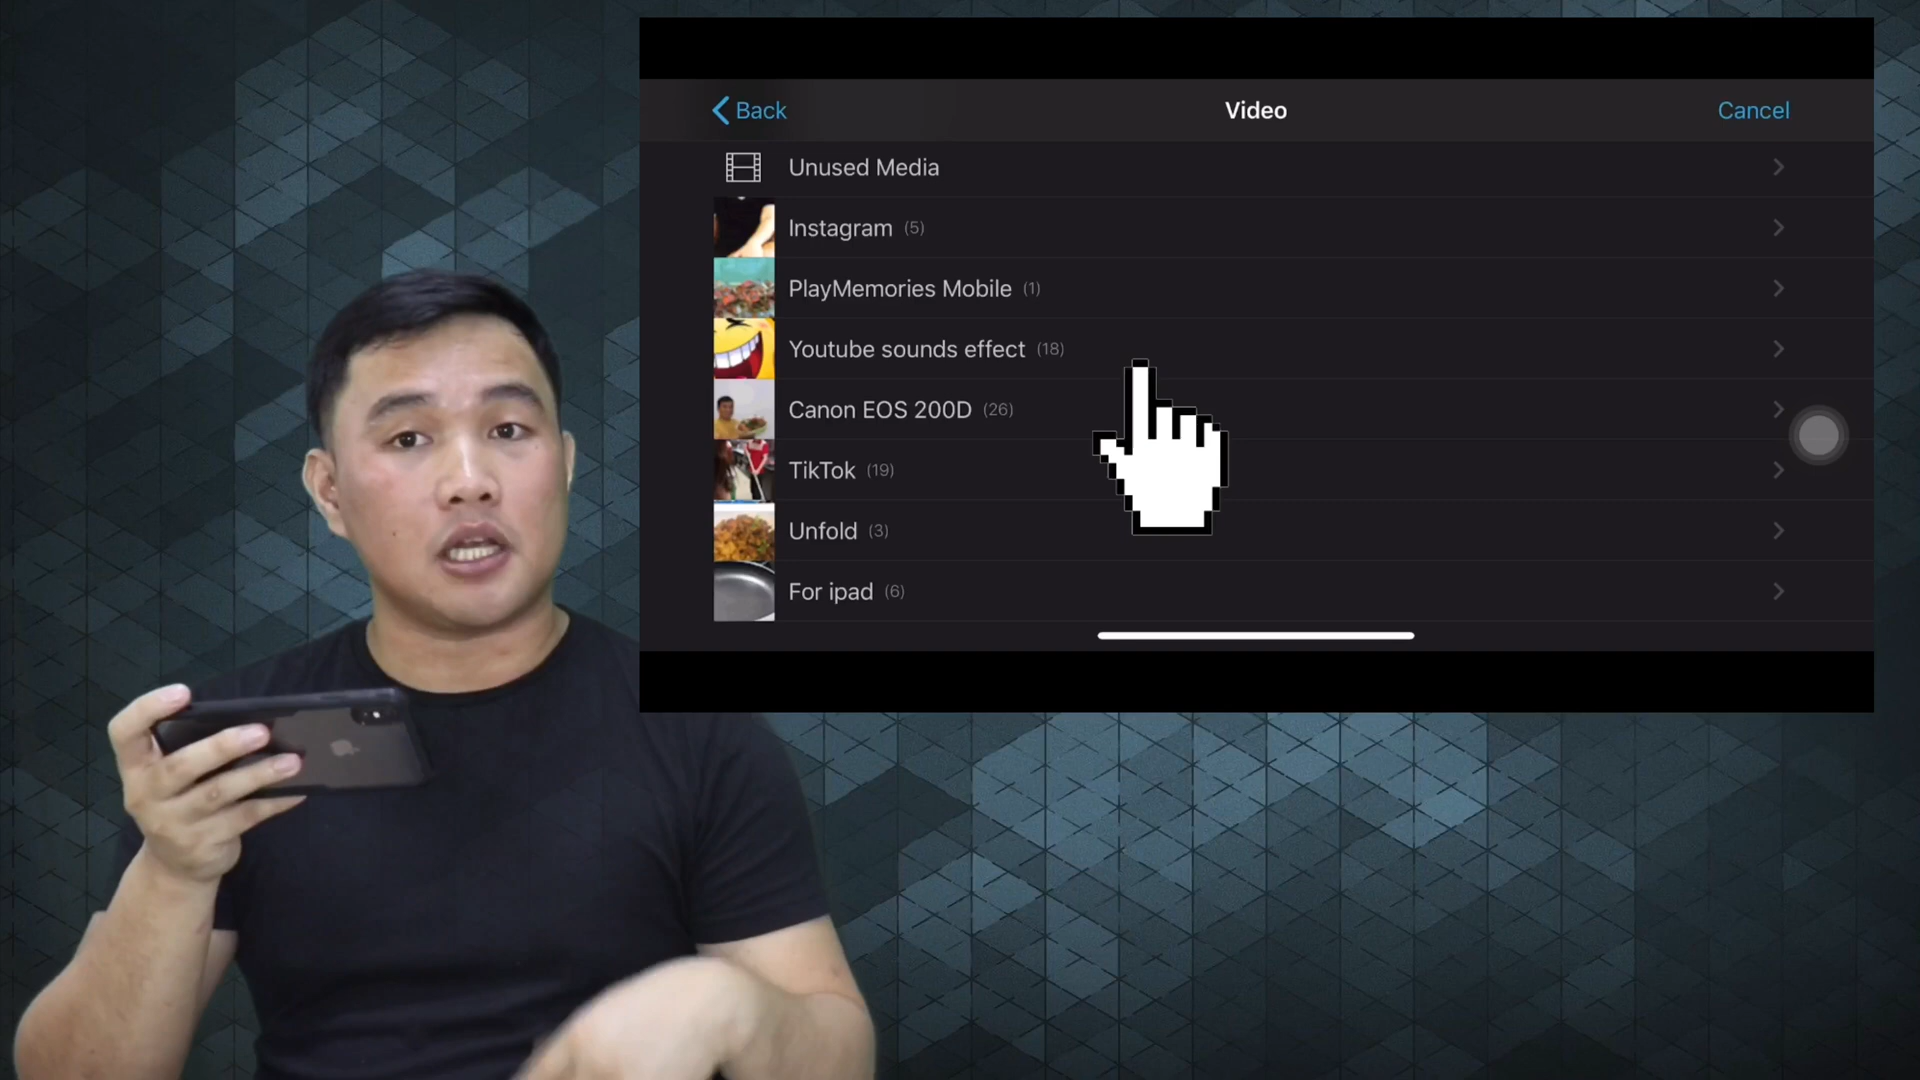 Back
Video
Cancel
Unused Media
Instagram (5)
PlayMemories Mobile (1)
Youtube sounds effect (18)
Canon EOS 200D (26)
TikTok (19)
Unfold (3)
For ipad (6)